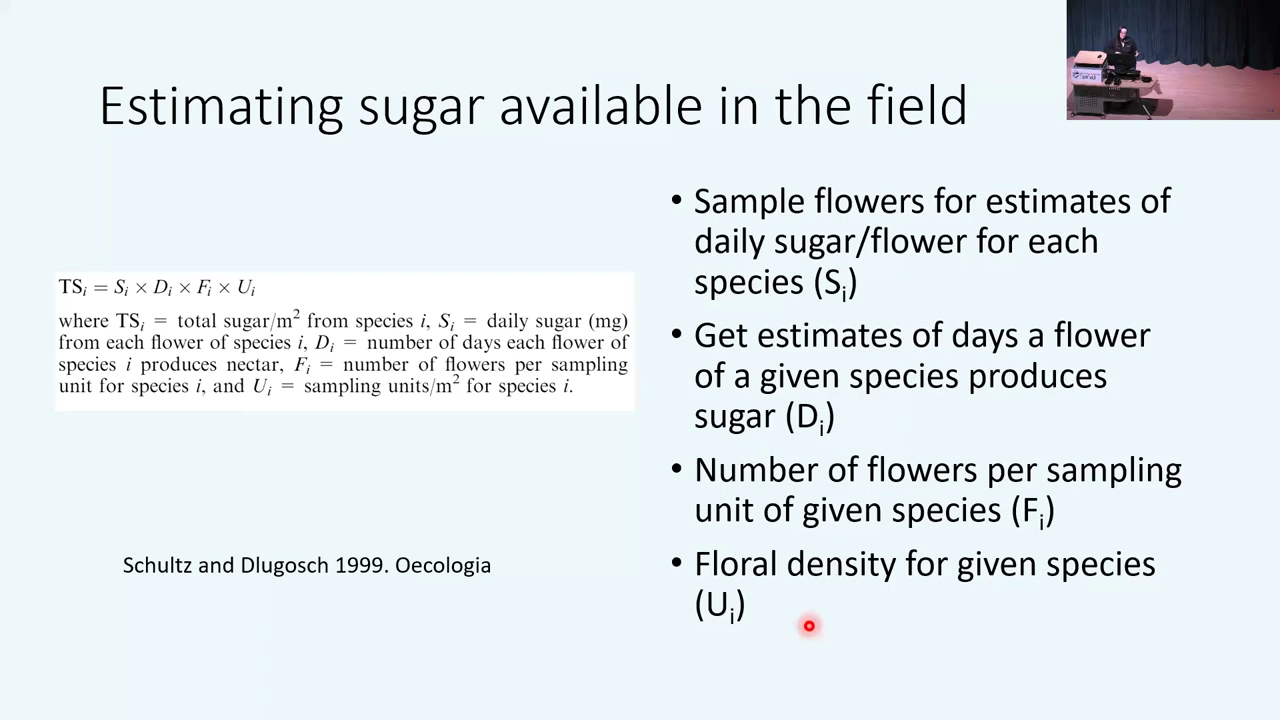 Estimating sugar available in the field
TSᵢ = Sᵢ × Dᵢ × Fᵢ × Uᵢ
where TSᵢ = total sugar/m² from species i, Sᵢ = daily sugar (mg)
from each flower of species i, Dᵢ = number of days each flower of
species i produces nectar, Fᵢ = number of flowers per sampling
unit for species i, and Uᵢ = sampling units/m² for species i.
Schultz and Dlugosch 1999. Oecologia
• Sample flowers for estimates of
daily sugar/flower for each
species (Sᵢ)
• Get estimates of days a flower
of a given species produces
sugar (Dᵢ)
• Number of flowers per sampling
unit of given species (Fᵢ)
• Floral density for given species
(Uᵢ)